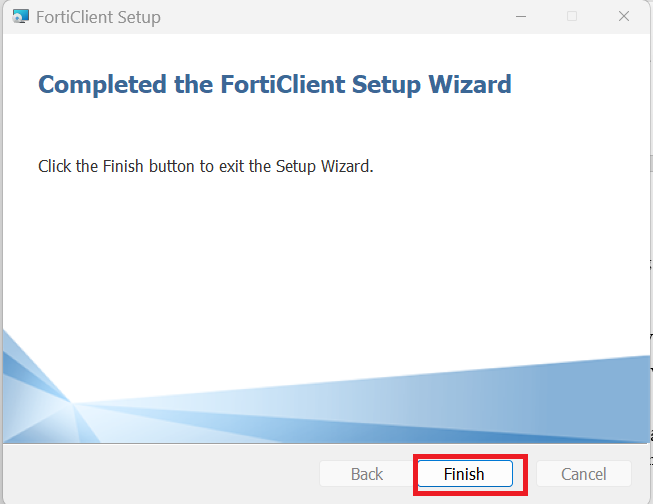 FortiClient Setup
Completed the FortiClient Setup Wizard
Click the Finish button to exit the Setup Wizard.
Back
Finish
Cancel